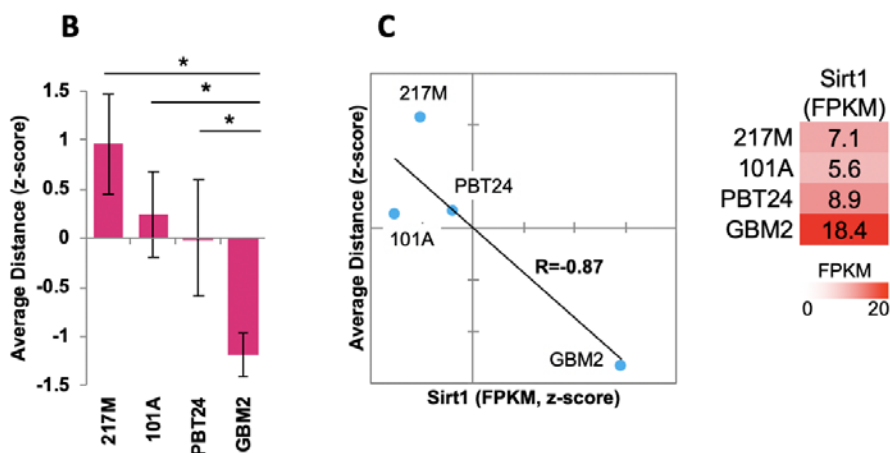 B
Average Distance (z-score)
1.5
1
0.5
0
-0.5
-1
-1.5
*
*
*
217M
101A
PBT24
GBM2
C
Average Distance (z-score)
217M
PBT24
101A
R=-0.87
GBM2
Sirt1 (FPKM, z-score)
Sirt1
(FPKM)
217M 7.1
101A 5.6
PBT24 8.9
GBM2 18.4
FPKM
0 20